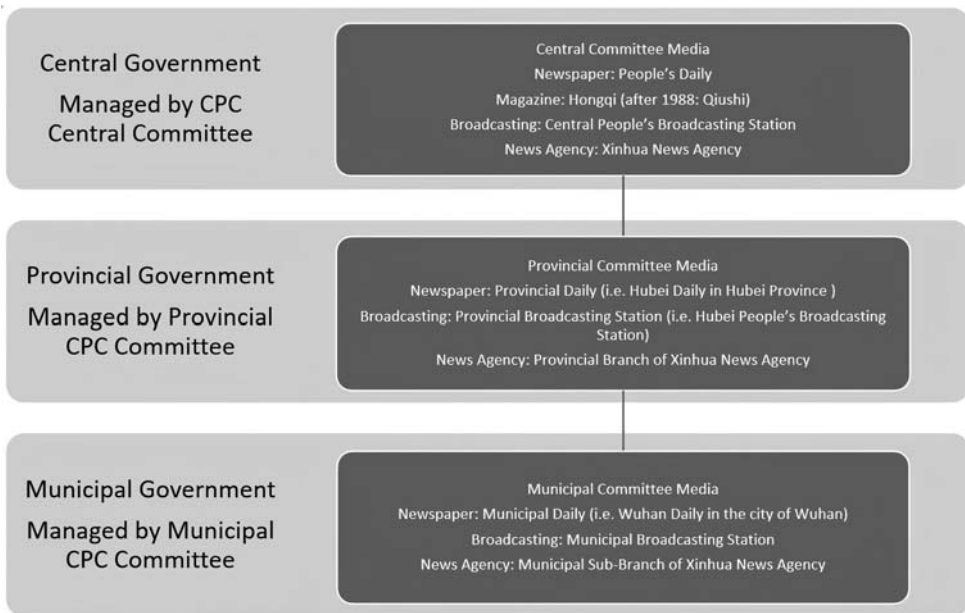 Central Government
Managed by CPC
Central Committee
Central Committee Media
Newspaper: People's Daily
Magazine: Hongqi (after 1988: Qiushi)
Broadcasting: Central People's Broadcasting Station
News Agency: Xinhua News Agency
Provincial Government
Managed by Provincial
CPC Committee
Provincial Committee Media
Newspaper: Provincial Daily (i.e. Hubei Daily in Hubei Province )
Broadcasting: Provincial Broadcasting Station (i.e. Hubei People's Broadcasting
Station)
News Agency: Provincial Branch of Xinhua News Agency
Municipal Government
Managed by Municipal
CPC Committee
Municipal Committee Media
Newspaper: Municipal Daily (i.e. Wuhan Daily in the city of Wuhan)
Broadcasting: Municipal Broadcasting Station
News Agency: Municipal Sub-Branch of Xinhua News Agency